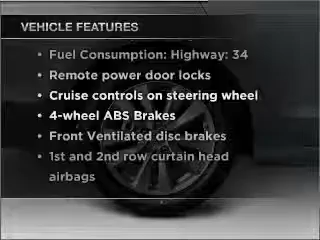 VEHICLE FEATURES
• Fuel Consumption: Highway: 34
• Remote power door locks
• Cruise controls on steering wheel
• 4-wheel ABS Brakes
• Front Ventilated disc brakes
• 1st and 2nd row curtain head
airbags